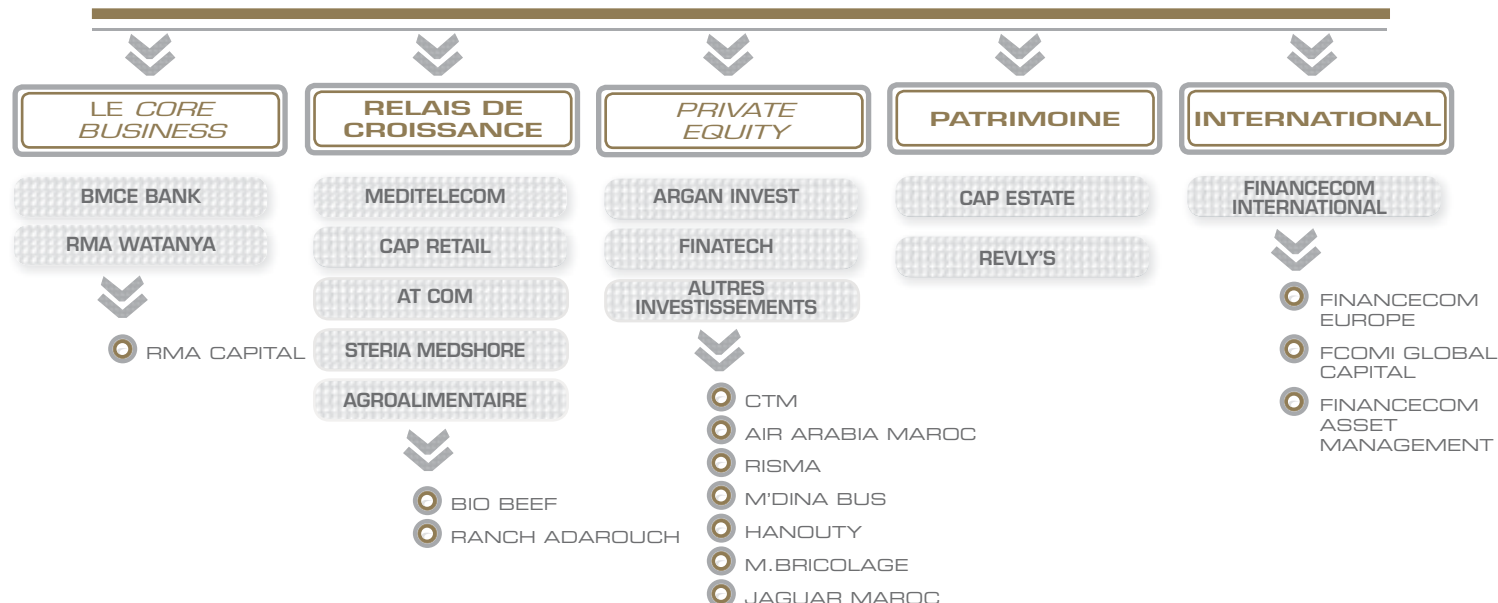 LE CORE
BUSINESS
BMCE BANK
RMA WATANYA
RMA CAPITAL
RELAIS DE
CROISSANCE
MEDITELECOM
CAP RETAIL
AT COM
STERIA MEDSHORE
AGROALIMENTAIRE
BIO BEEF
RANCH ADAROUCH
PRIVATE
EQUITY
ARGAN INVEST
FINATECH
AUTRES
INVESTISSEMENTS
CTM
AIR ARABIA MAROC
RISMA
M'DINA BUS
HANOUTY
M.BRICOLAGE
JAGUAR MAROC
PATRIMOINE
CAP ESTATE
REVLY'S
INTERNATIONAL
FINANCECOM
INTERNATIONAL
FINANCECOM
EUROPE
FCOMI GLOBAL
CAPITAL
FINANCECOM
ASSET
MANAGEMENT